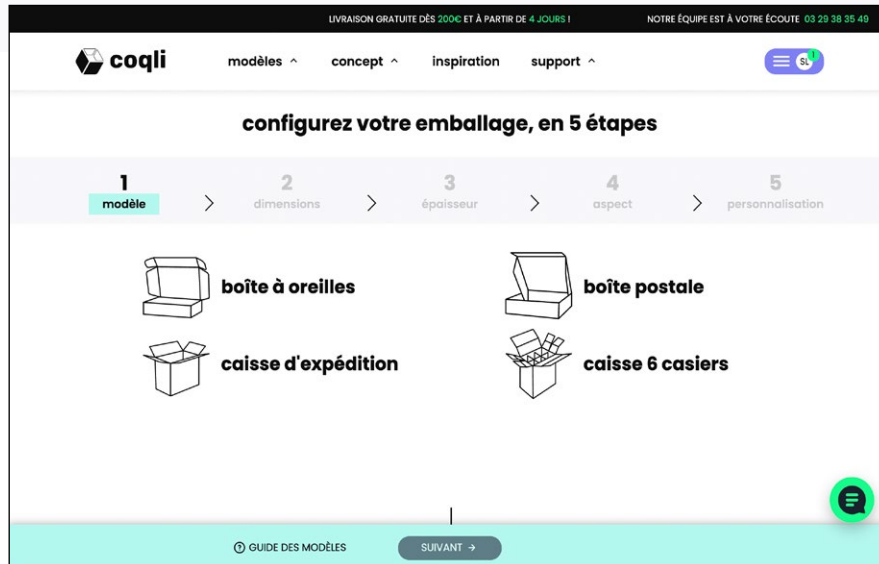 LIVRAISON GRATUITE DÈS 200€ ET À PARTIR DE 4 JOURS ! NOTRE ÉQUIPE EST À VOTRE ÉCOUTE 03 29 38 35 49
coqli modèles concept inspiration support SL 1
configurez votre emballage, en 5 étapes
1 2 3 4 5
modèle dimensions épaisseur aspect personnalisation
boîte à oreilles boîte postale
caisse d'expédition caisse 6 casiers
GUIDE DES MODÈLES SUIVANT →